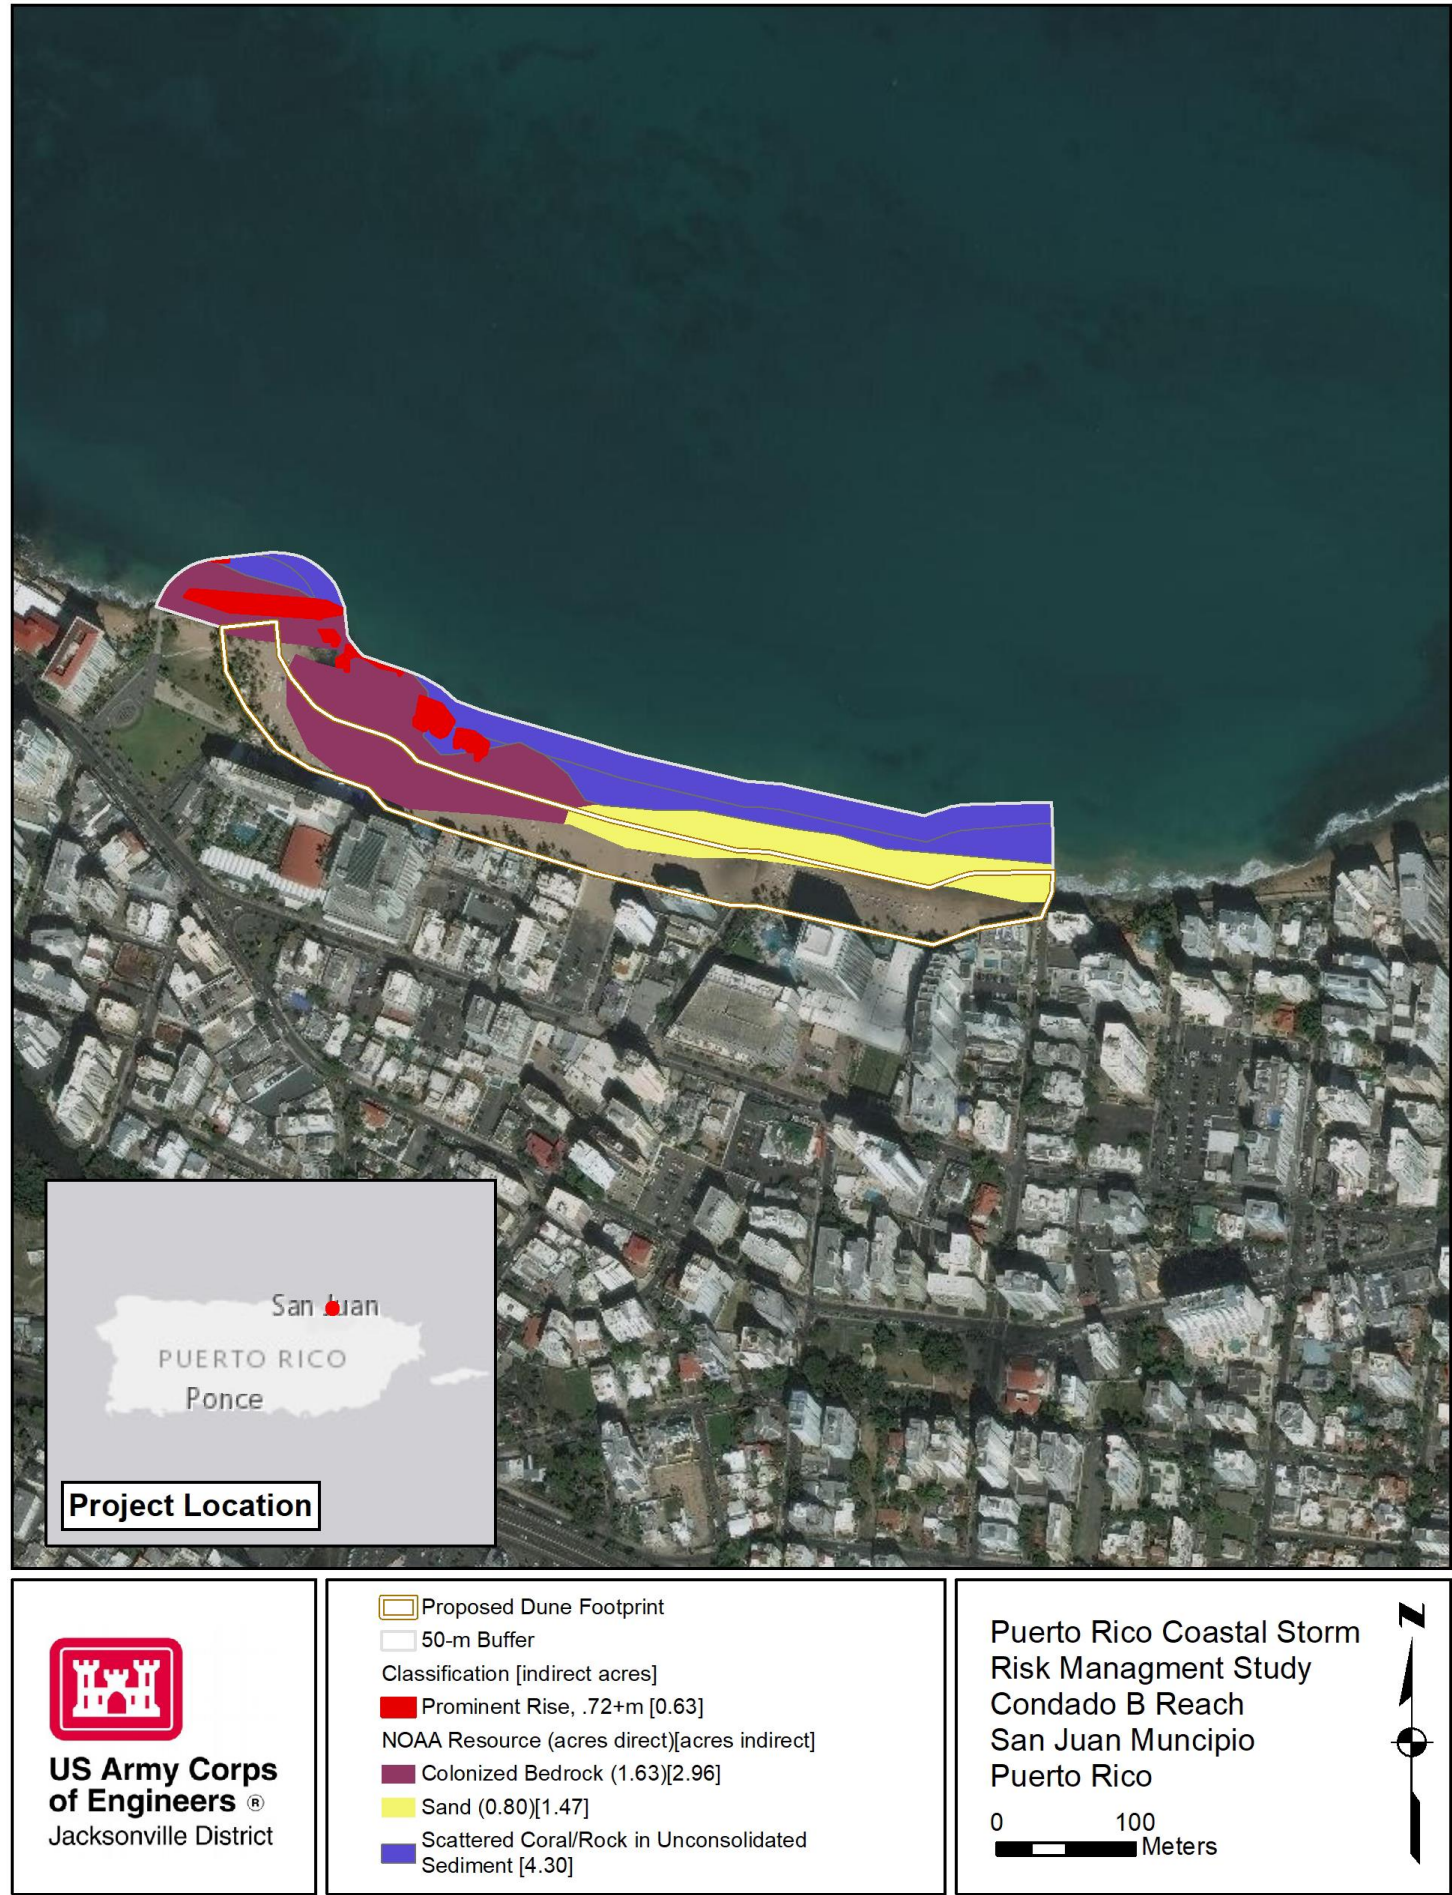 San Juan
PUERTO RICO
Ponce
Project Location
US Army Corps
of Engineers ®
Jacksonville District
Proposed Dune Footprint
50-m Buffer
Classification [indirect acres]
Prominent Rise, .72+m [0.63]
NOAA Resource (acres direct)[acres indirect]
Colonized Bedrock (1.63)[2.96]
Sand (0.80)[1.47]
Scattered Coral/Rock in Unconsolidated
Sediment [4.30]
Puerto Rico Coastal Storm
Risk Managment Study
Condado B Reach
San Juan Muncipio
Puerto Rico
0 100
Meters
N